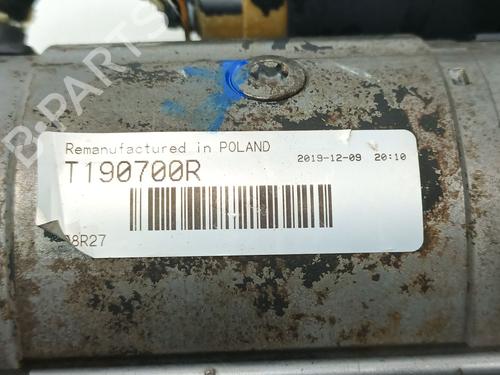 B-PARTS
Remanufactured in POLAND
2019-12-09 20:10
T190700R
8R27